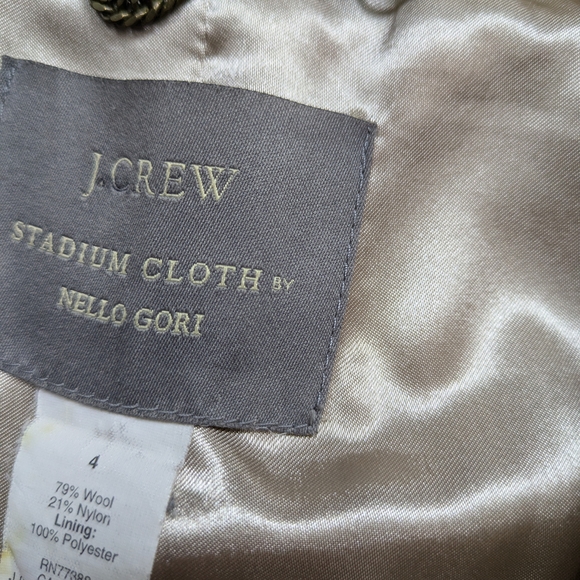 J.CREW
STADIUM CLOTH BY
NELLO GORI
4
79% Wool
21% Nylon
Lining:
100% Polyester